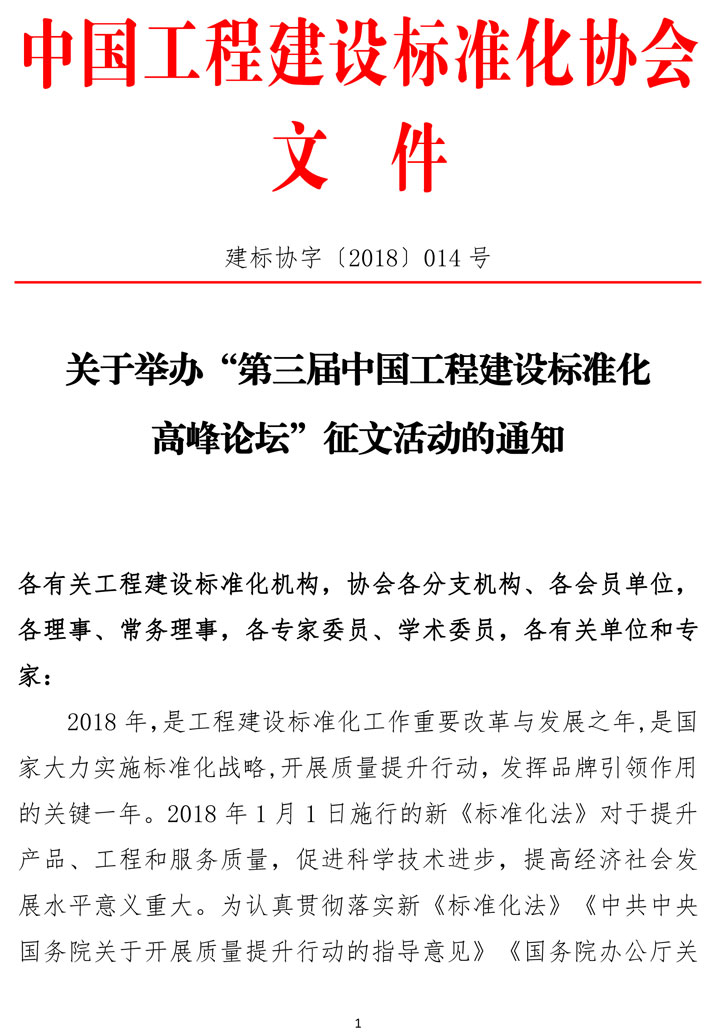 中国工程建设标准化协会
文 件
建标协字〔2018〕014 号
关于举办“第三届中国工程建设标准化
高峰论坛”征文活动的通知
各有关工程建设标准化机构，协会各分支机构、各会员单位，
各理事、常务理事，各专家委员、学术委员，各有关单位和专
家：
2018 年,是工程建设标准化工作重要改革与发展之年,是国
家大力实施标准化战略,开展质量提升行动，发挥品牌引领作用
的关键一年。2018 年 1 月 1 日施行的新《标准化法》对于提升
产品、工程和服务质量，促进科学技术进步，提高经济社会发
展水平意义重大。为认真贯彻落实新《标准化法》《中共中央
国务院关于开展质量提升行动的指导意见》《国务院办公厅关
1